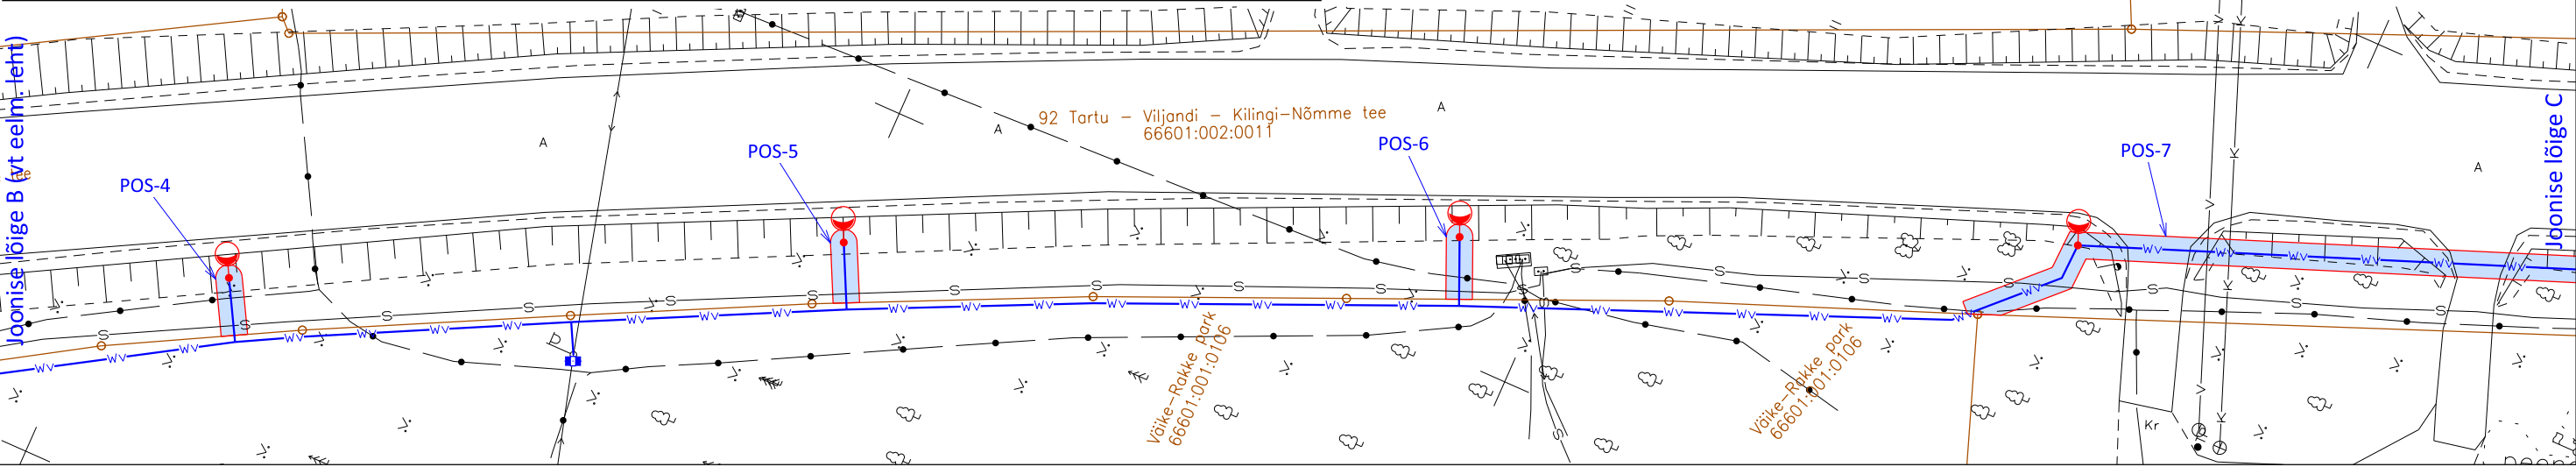 Joonise lõige B (vt eelm. leht)
tee
POS-4
POS-5
92 Tartu – Viljandi – Kilingi-Nõmme tee
66601:002:0011
POS-6
POS-7
Joonise lõige C
A
A
A
A
Väike-Rakke park
66601:001:0106
Väike-Rakke park
66601:001:0106
Kr